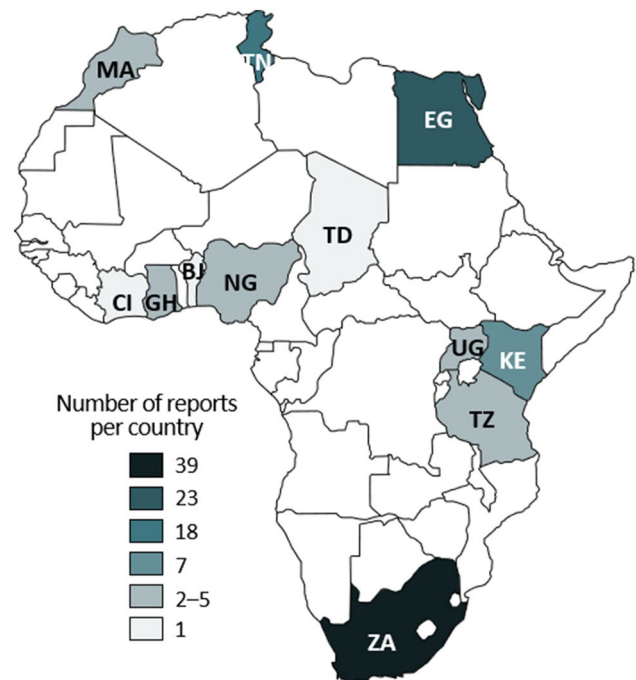 MA
TN
EG
TD
BJ
NG
CI
GH
UG
KE
TZ
Number of reports
per country
39
23
18
7
2–5
1
ZA